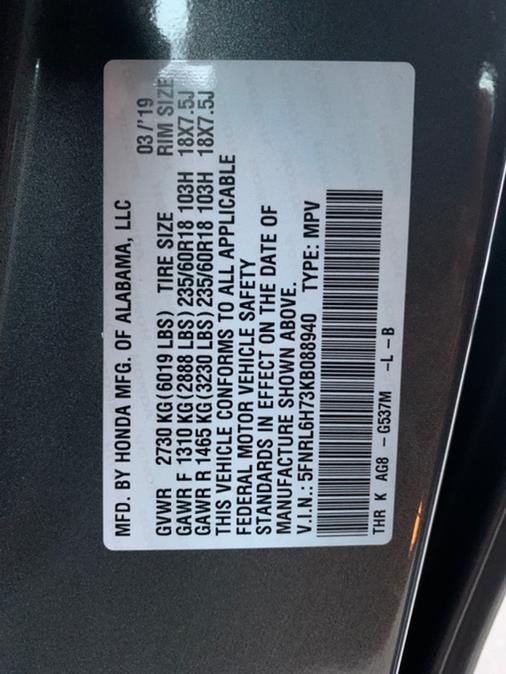 MFD. BY HONDA MFG. OF ALABAMA, LLC 03/'19
GVWR 2730 KG(6019 LBS) TIRE SIZE RIM SIZE
GAWR F 1310 KG(2888 LBS)235/60R18 103H 18X7.5J
GAWR R 1465 KG(3230 LBS)235/60R18 103H 18X7.5J
THIS VEHICLE CONFORMS TO ALL APPLICABLE
FEDERAL MOTOR VEHICLE SAFETY
STANDARDS IN EFFECT ON THE DATE OF
MANUFACTURE SHOWN ABOVE.
V.I.N.: 5FNRL6H73KB088940 TYPE: MPV
THR K AG8 - G537M -L-B